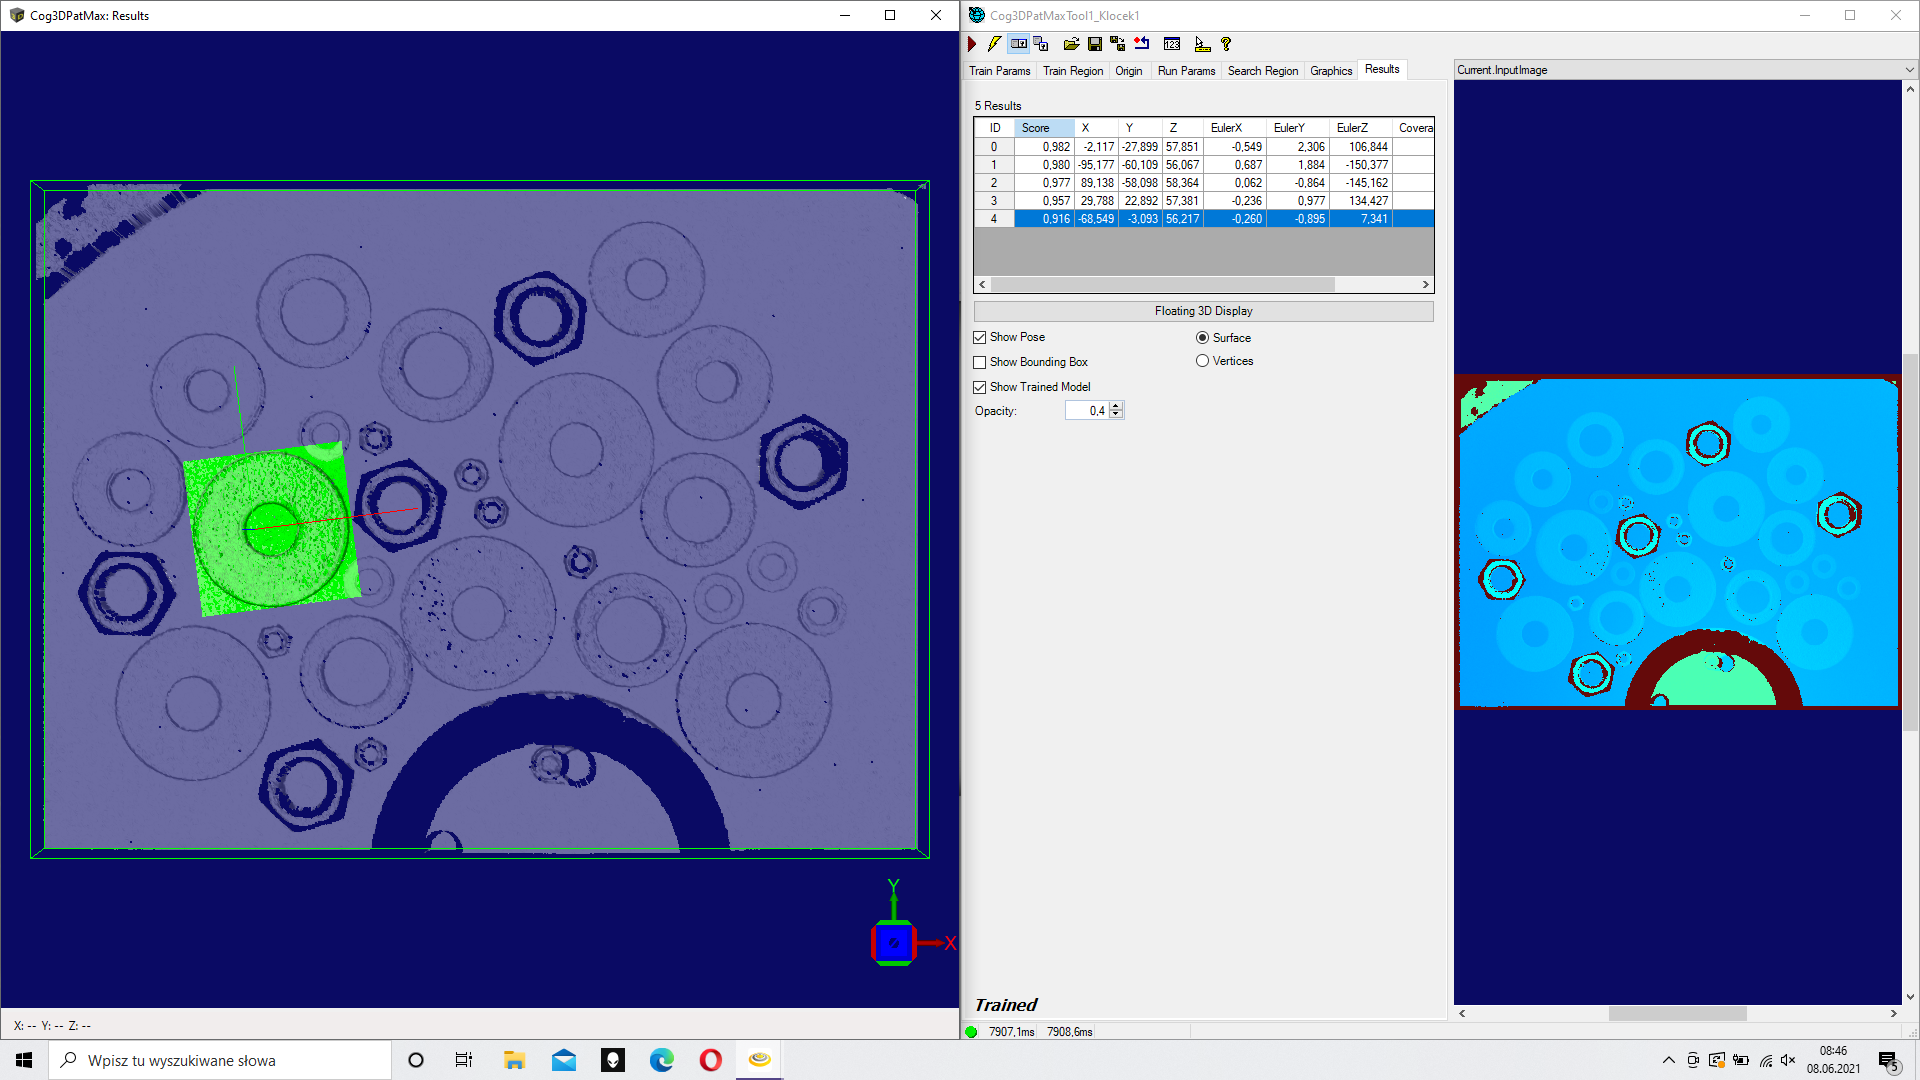 Cog3DPatMax: Results
Y
X
X: -- Y: -- Z: --
Cog3DPatMaxTool1_Klocek1
123
Train Params Train Region Origin Run Params Search Region Graphics Results
5 Results
ID Score X Y Z EulerX EulerY EulerZ Covera
0 0,982 -2,117 -27,899 57,851 -0,549 2,306 106,844
1 0,980 -95,177 -60,109 56,067 0,687 1,884 -150,377
2 0,977 89,138 -58,098 58,364 0,062 -0,864 -145,162
3 0,957 29,788 22,892 57,381 -0,236 0,977 134,427
4 0,916 -68,549 -3,093 56,217 -0,260 -0,895 7,341
Floating 3D Display
Show Pose Surface
Show Bounding Box Vertices
Show Trained Model
Opacity: 0,4
Trained
7907,1ms 7908,6ms
Current.InputImage
Wpisz tu wyszukiwane słowa
08:46
08.06.2021
5